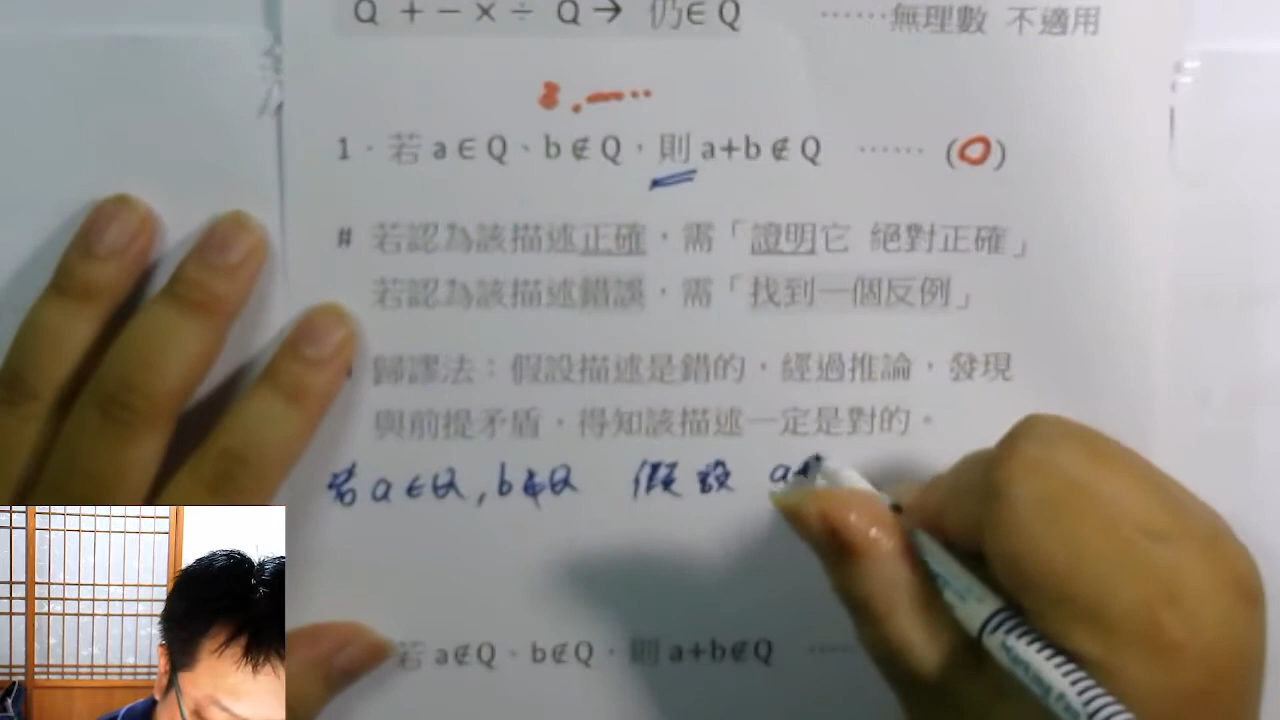 Q + − × ÷ Q → 仍∈ Q ……無理數 不適用
1．若 a∈Q、b∉Q，則 a+b∉Q …… (O)
# 若認為該描述正確，需「證明它 絕對正確」
若認為該描述錯誤，需「找到一個反例」
歸謬法：假設描述是錯的，經過推論，發現
與前提矛盾，得知該描述一定是對的。
若 a∈Q, b∉Q 假設 a+
若 a∉Q、b∉Q，則 a+b∉Q ……